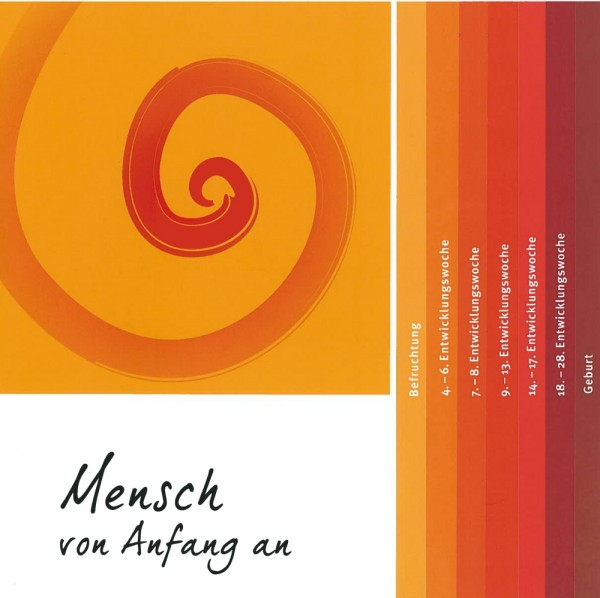 Mensch
von Anfang an
Befruchtung
4. – 6. Entwicklungswoche
7. – 8. Entwicklungswoche
9. – 13. Entwicklungswoche
14. – 17. Entwicklungswoche
18. – 28. Entwicklungswoche
Geburt